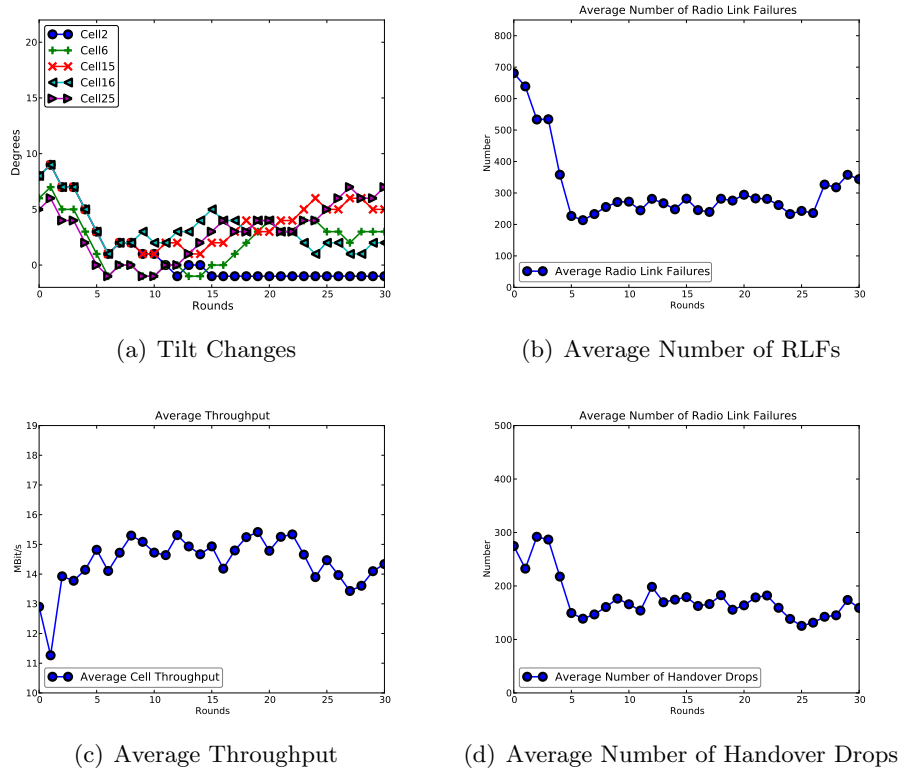 Cell2
Cell6
Cell15
Cell16
Cell25
20
15
10
5
0
Degrees
0 5 10 15 20 25 30
Rounds
(a) Tilt Changes
Average Number of Radio Link Failures
800
700
600
500
400
300
200
100
0
Number
Average Radio Link Failures
0 5 10 15 20 25 30
Rounds
(b) Average Number of RLFs
Average Throughput
19
18
17
16
15
14
13
12
11
10
MBit/s
Average Cell Throughput
0 5 10 15 20 25 30
Rounds
(c) Average Throughput
Average Number of Radio Link Failures
500
400
300
200
100
0
Number
Average Number of Handover Drops
0 5 10 15 20 25 30
Rounds
(d) Average Number of Handover Drops